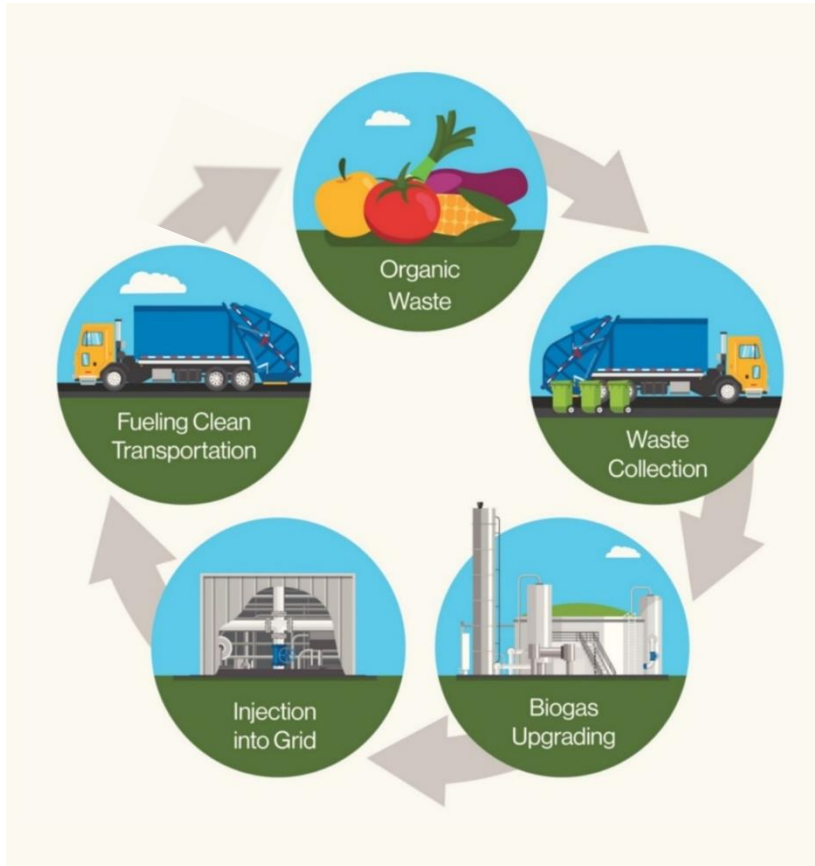 Organic
Waste
Waste
Collection
Biogas
Upgrading
Injection
into Grid
Fueling Clean
Transportation